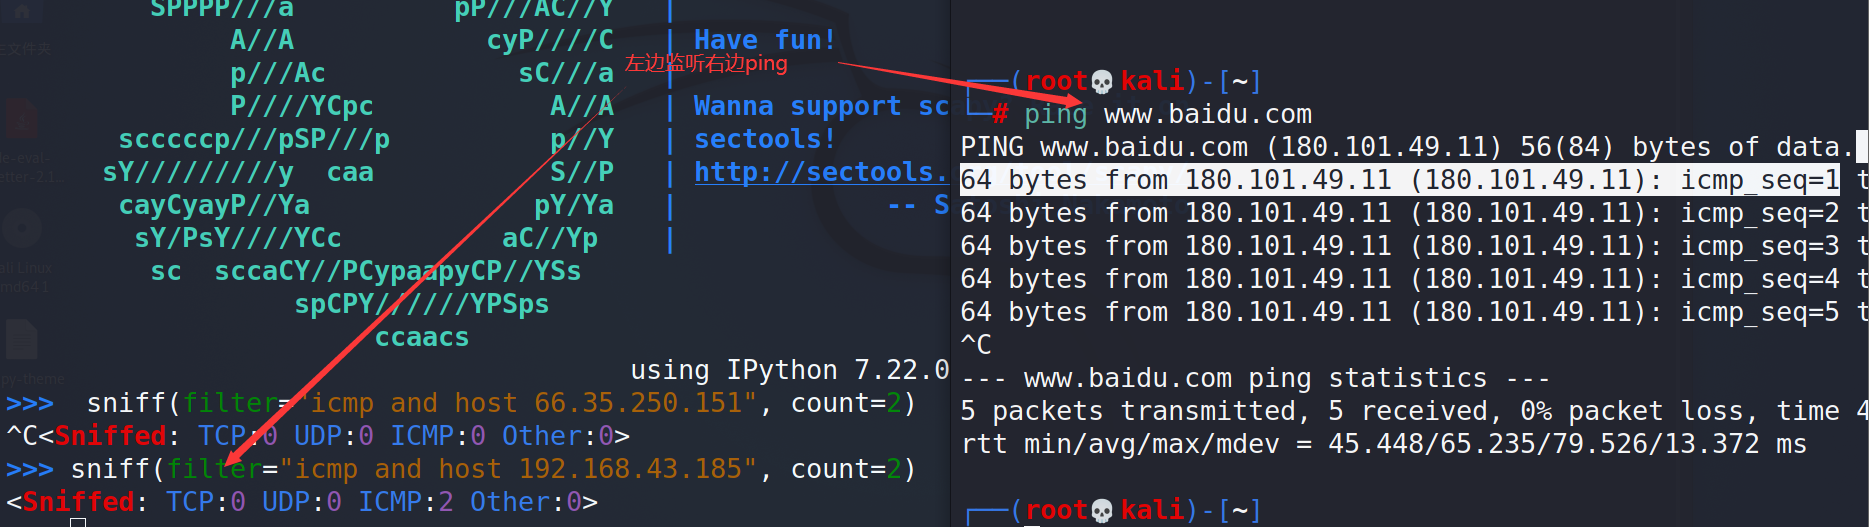 SPPPP///a          pP///AC//Y   |
A//A            cyP////C   | Have fun!
p///Ac            sC///a   |
P////YCpc           A//A   | Wanna support sc
scccccp///pSP///p          p//Y   | sectools!
sY/////////y  caa           S//P   | http://sectools.
cayCyayP//Ya              pY/Ya   |             -- S
sY/PsY////YCc          aC//Yp    |
sc  sccaCY//PCypaapyCP//YSs
spCPY//////YPSps
ccaacs
using IPython 7.22.0
>>>  sniff(filter="icmp and host 66.35.250.151", count=2)
^C<Sniffed: TCP:0 UDP:0 ICMP:0 Other:0>
>>> sniff(filter="icmp and host 192.168.43.185", count=2)
<Sniffed: TCP:0 UDP:0 ICMP:2 Other:0>
左边监听右边ping
┌──(root💀kali)-[~]
└─# ping www.baidu.com
PING www.baidu.com (180.101.49.11) 56(84) bytes of data.
64 bytes from 180.101.49.11 (180.101.49.11): icmp_seq=1 t
64 bytes from 180.101.49.11 (180.101.49.11): icmp_seq=2 t
64 bytes from 180.101.49.11 (180.101.49.11): icmp_seq=3 t
64 bytes from 180.101.49.11 (180.101.49.11): icmp_seq=4 t
64 bytes from 180.101.49.11 (180.101.49.11): icmp_seq=5 t
^C
--- www.baidu.com ping statistics ---
5 packets transmitted, 5 received, 0% packet loss, time 4
rtt min/avg/max/mdev = 45.448/65.235/79.526/13.372 ms
┌──(root💀kali)-[~]